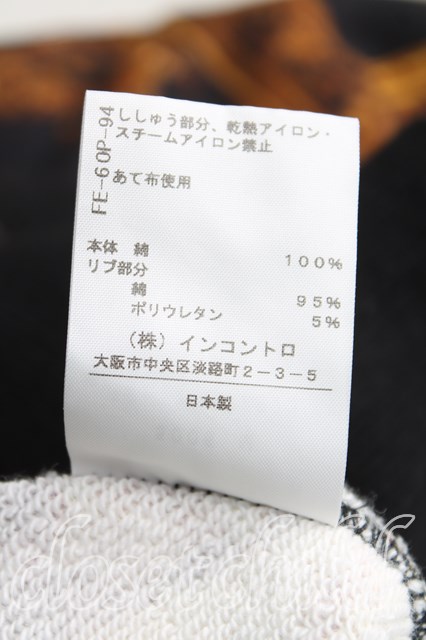 FE-60P-94
ししゅう部分、乾熱アイロン・
スチームアイロン禁止
あて布使用
本体 綿 100%
リブ部分
綿 95%
ポリウレタン 5%
(株)インコントロ
大阪市中央区淡路町2-3-5
日本製
closetchild